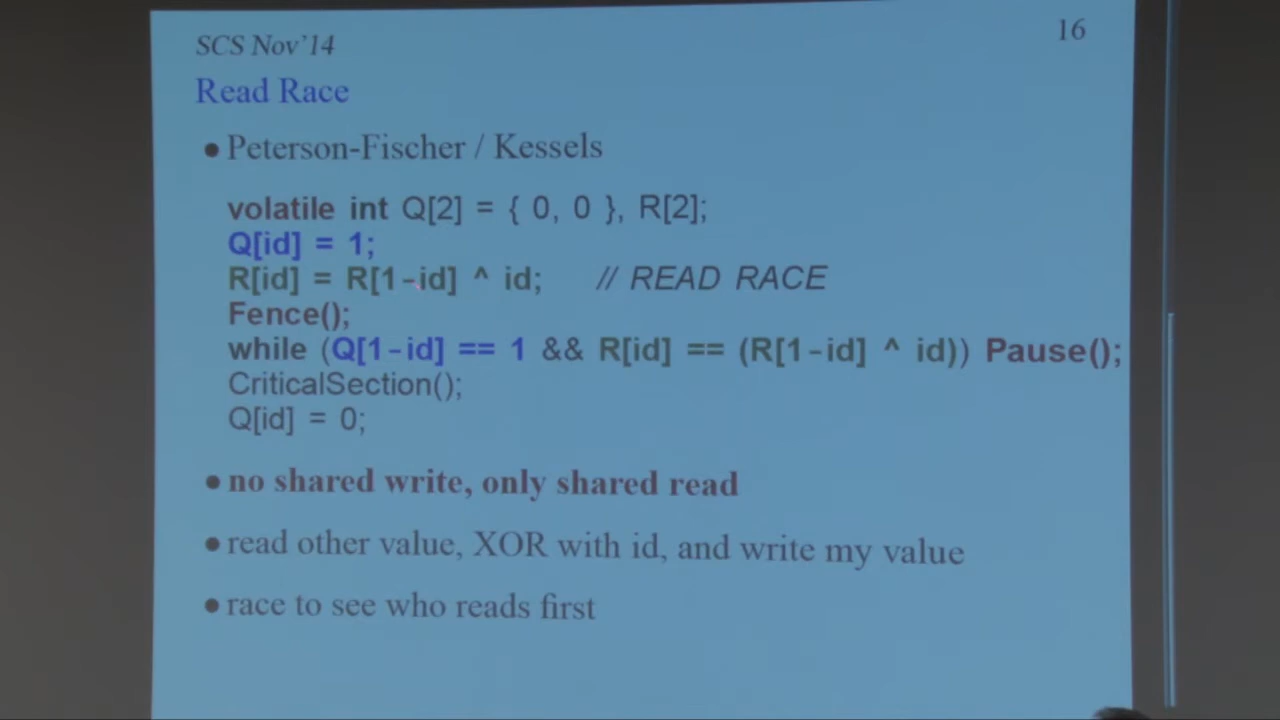 SCS Nov'14
16
Read Race
● Peterson-Fischer / Kessels
volatile int Q[2] = { 0, 0 }, R[2];
Q[id] = 1;
R[id] = R[1-id] ^ id; // READ RACE
Fence();
while (Q[1-id] == 1 && R[id] == (R[1-id] ^ id)) Pause();
CriticalSection();
Q[id] = 0;
● no shared write, only shared read
● read other value, XOR with id, and write my value
● race to see who reads first